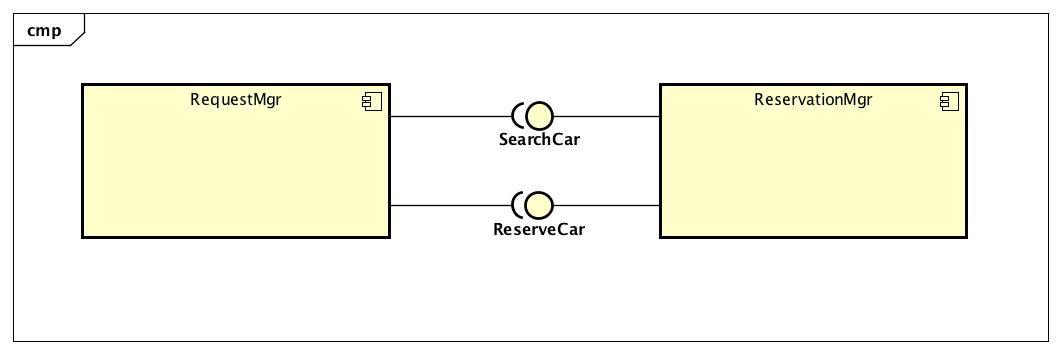 cmp
RequestMgr
ReservationMgr
SearchCar
ReserveCar